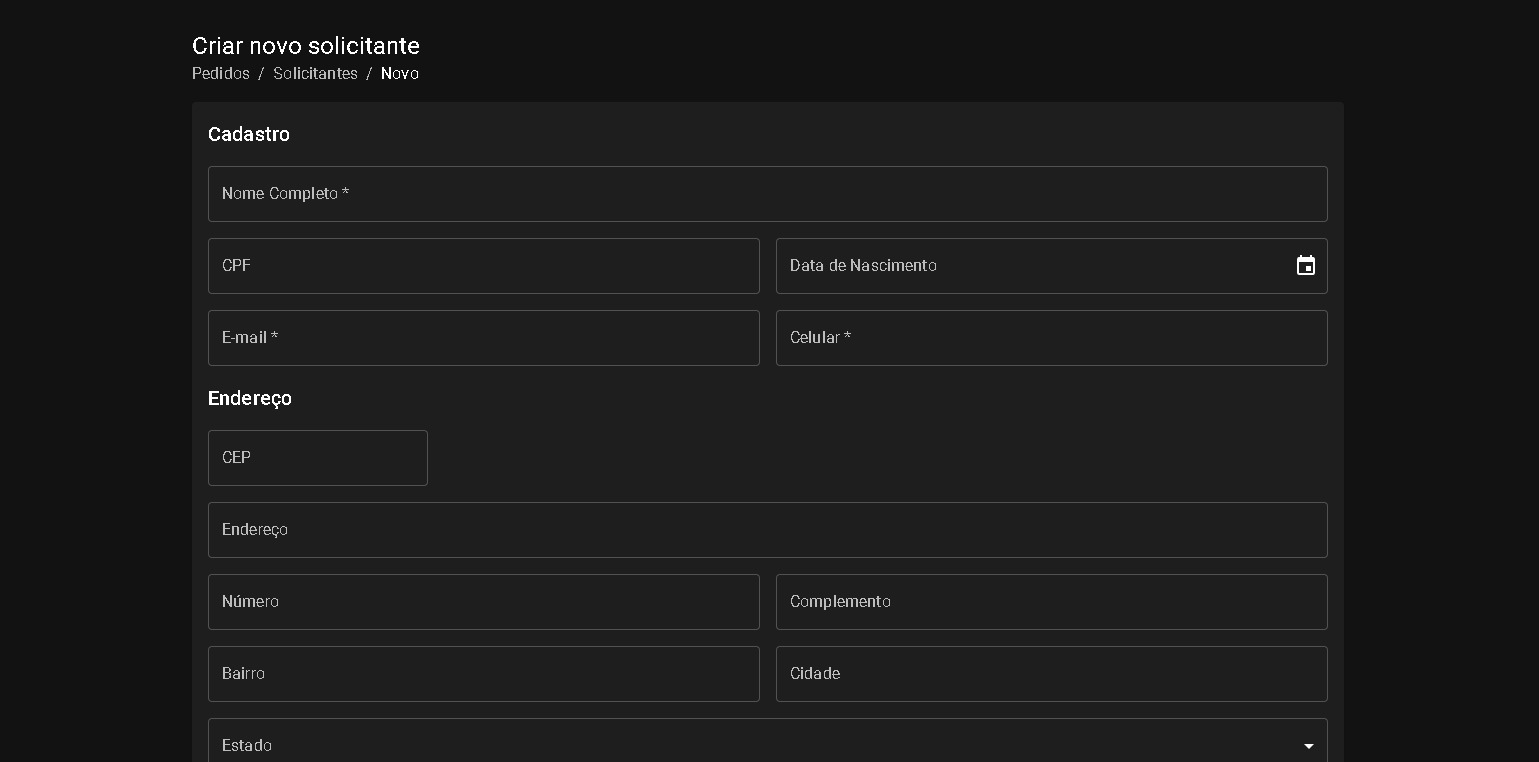 Criar novo solicitante
Pedidos / Solicitantes / Novo
Cadastro
Nome Completo *
CPF
Data de Nascimento
E-mail *
Celular *
Endereço
CEP
Endereço
Número
Complemento
Bairro
Cidade
Estado